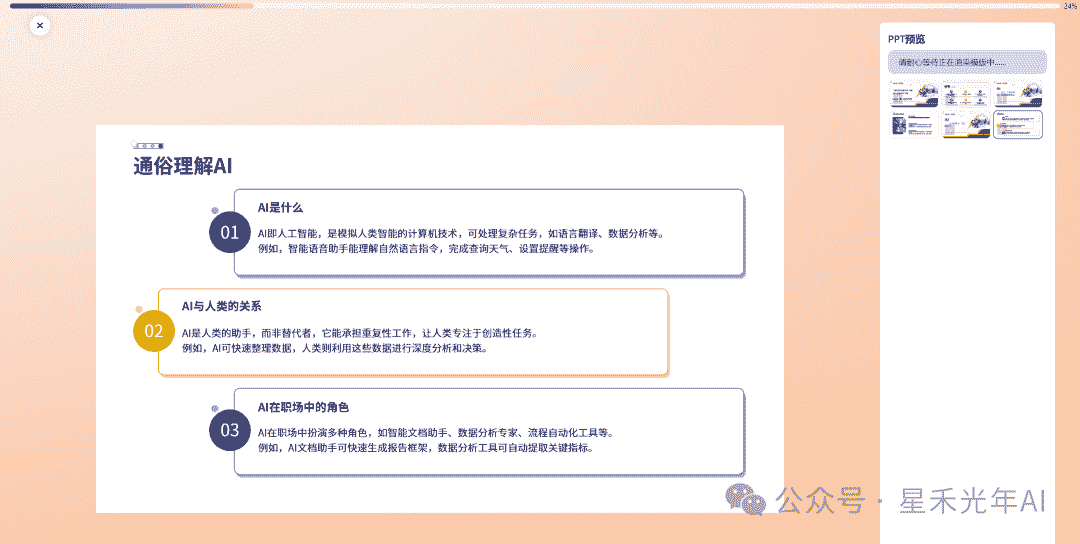 24%
×
PPT预览
请耐心等待正在渲染模版中......
通俗理解AI
01
AI是什么
AI即人工智能，是模拟人类智能的计算机技术，可处理复杂任务，如语言翻译、数据分析等。
例如，智能语音助手能理解自然语言指令，完成查询天气、设置提醒等操作。
02
AI与人类的关系
AI是人类的助手，而非替代者，它能承担重复性工作，让人类专注于创造性任务。
例如，AI可快速整理数据，人类则利用这些数据进行深度分析和决策。
03
AI在职场中的角色
AI在职场中扮演多种角色，如智能文档助手、数据分析专家、流程自动化工具等。
例如，AI文档助手可快速生成报告框架，数据分析工具可自动提取关键指标。
公众号·星禾光年AI